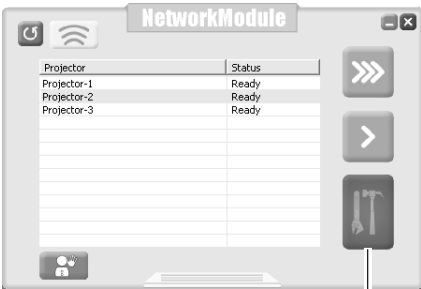 NetworkModule
Projector Status
Projector-1 Ready
Projector-2 Ready
Projector-3 Ready